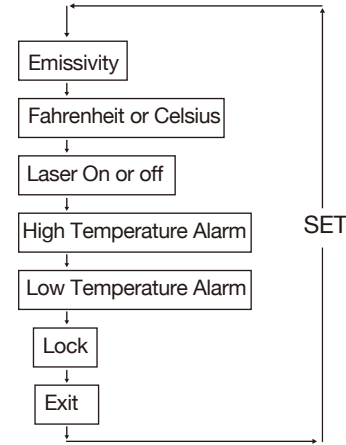 Emissivity
Fahrenheit or Celsius
Laser On or off
High Temperature Alarm
SET
Low Temperature Alarm
Lock
Exit